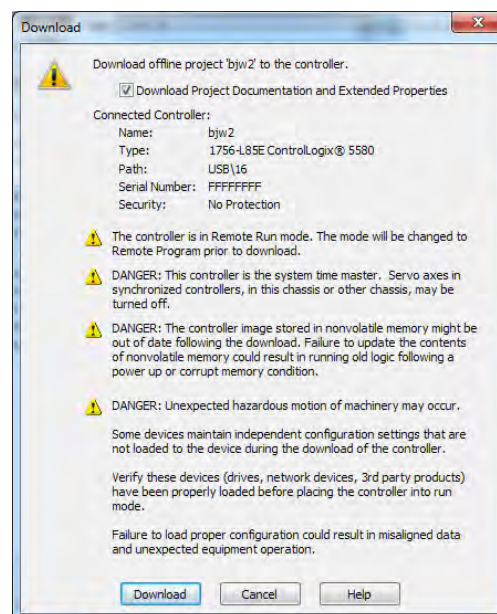 Download
Download offline project 'bjw2' to the controller.
Download Project Documentation and Extended Properties
Connected Controller:
Name: bjw2
Type: 1756-L85E ControlLogix® 5580
Path: USB\16
Serial Number: FFFFFFFF
Security: No Protection
The controller is in Remote Run mode. The mode will be changed to
Remote Program prior to download.
DANGER: This controller is the system time master. Servo axes in
synchronized controllers, in this chassis or other chassis, may be
turned off.
DANGER: The controller image stored in nonvolatile memory might be
out of date following the download. Failure to update the contents
of nonvolatile memory could result in running old logic following a
power up or corrupt memory condition.
DANGER: Unexpected hazardous motion of machinery may occur.
Some devices maintain independent configuration settings that are
not loaded to the device during the download of the controller.
Verify these devices (drives, network devices, 3rd party products)
have been properly loaded before placing the controller into run
mode.
Failure to load proper configuration could result in misaligned data
and unexpected equipment operation.
Download Cancel Help